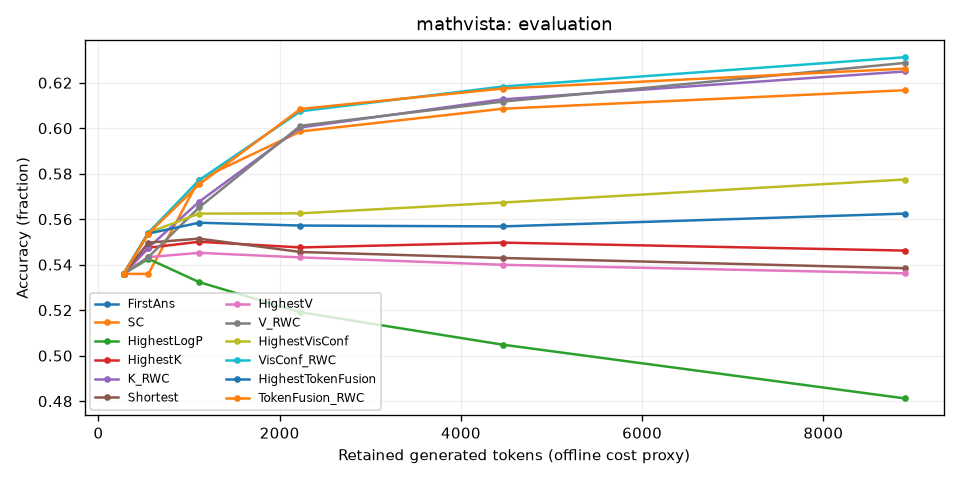 mathvista: evaluation
Accuracy (fraction)
0.62
0.60
0.58
0.56
0.54
0.52
0.50
0.48
FirstAns
SC
HighestLogP
HighestK
K_RWC
Shortest
HighestV
V_RWC
HighestVisConf
VisConf_RWC
HighestTokenFusion
TokenFusion_RWC
0 2000 4000 6000 8000
Retained generated tokens (offline cost proxy)